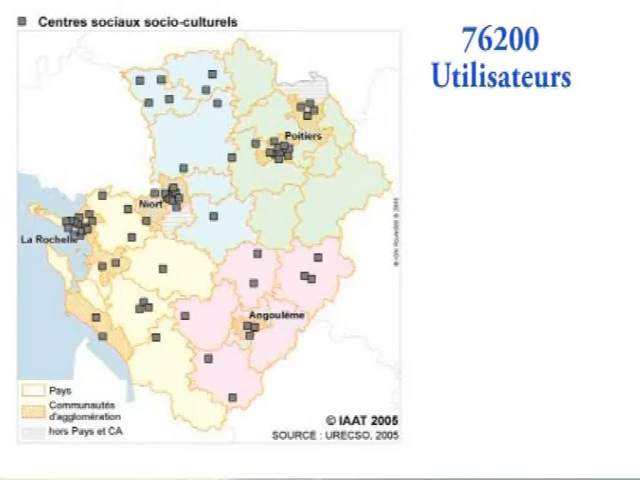 Centres sociaux socio-culturels
76200
Utilisateurs
Poitiers
Niort
La Rochelle
Angoulême
Pays
Communautés
d'agglomération
hors Pays et CA
© IAAT 2005
SOURCE : URECSO, 2005